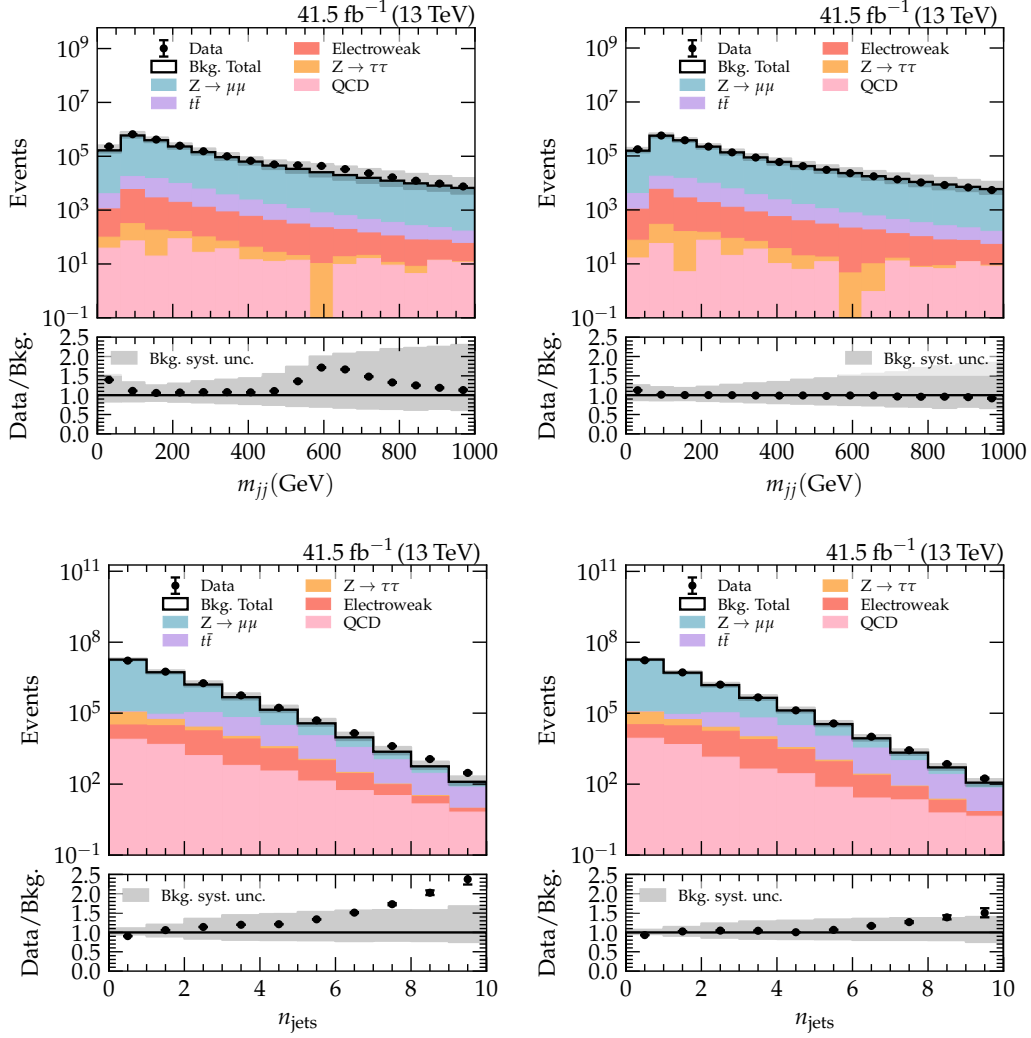 41.5 fb⁻¹ (13 TeV)
10⁹
10⁷
10⁵
10³
10¹
10⁻¹
Events
Data
Bkg. Total
Z → μμ
tt̄
Electroweak
Z → ττ
QCD
2.5
2.0
1.5
1.0
0.5
0.0
Data/Bkg.
Bkg. syst. unc.
0 200 400 600 800 1000
m_jj (GeV)
41.5 fb⁻¹ (13 TeV)
10⁹
10⁷
10⁵
10³
10¹
10⁻¹
Events
Data
Bkg. Total
Z → μμ
tt̄
Electroweak
Z → ττ
QCD
2.5
2.0
1.5
1.0
0.5
0.0
Data/Bkg.
Bkg. syst. unc.
0 200 400 600 800 1000
m_jj (GeV)
41.5 fb⁻¹ (13 TeV)
10¹¹
10⁸
10⁵
10²
10⁻¹
Events
Data
Bkg. Total
Z → μμ
tt̄
Z → ττ
Electroweak
QCD
2.5
2.0
1.5
1.0
0.5
0.0
Data/Bkg.
Bkg. syst. unc.
0 2 4 6 8 10
n_jets
41.5 fb⁻¹ (13 TeV)
10¹¹
10⁸
10⁵
10²
10⁻¹
Events
Data
Bkg. Total
Z → μμ
tt̄
Z → ττ
Electroweak
QCD
2.5
2.0
1.5
1.0
0.5
0.0
Data/Bkg.
Bkg. syst. unc.
0 2 4 6 8 10
n_jets